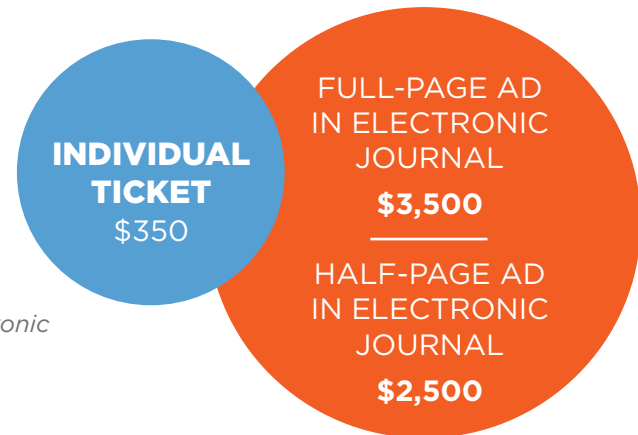 INDIVIDUAL
TICKET
$350
FULL-PAGE AD
IN ELECTRONIC
JOURNAL
$3,500
HALF-PAGE AD
IN ELECTRONIC
JOURNAL
$2,500
onic